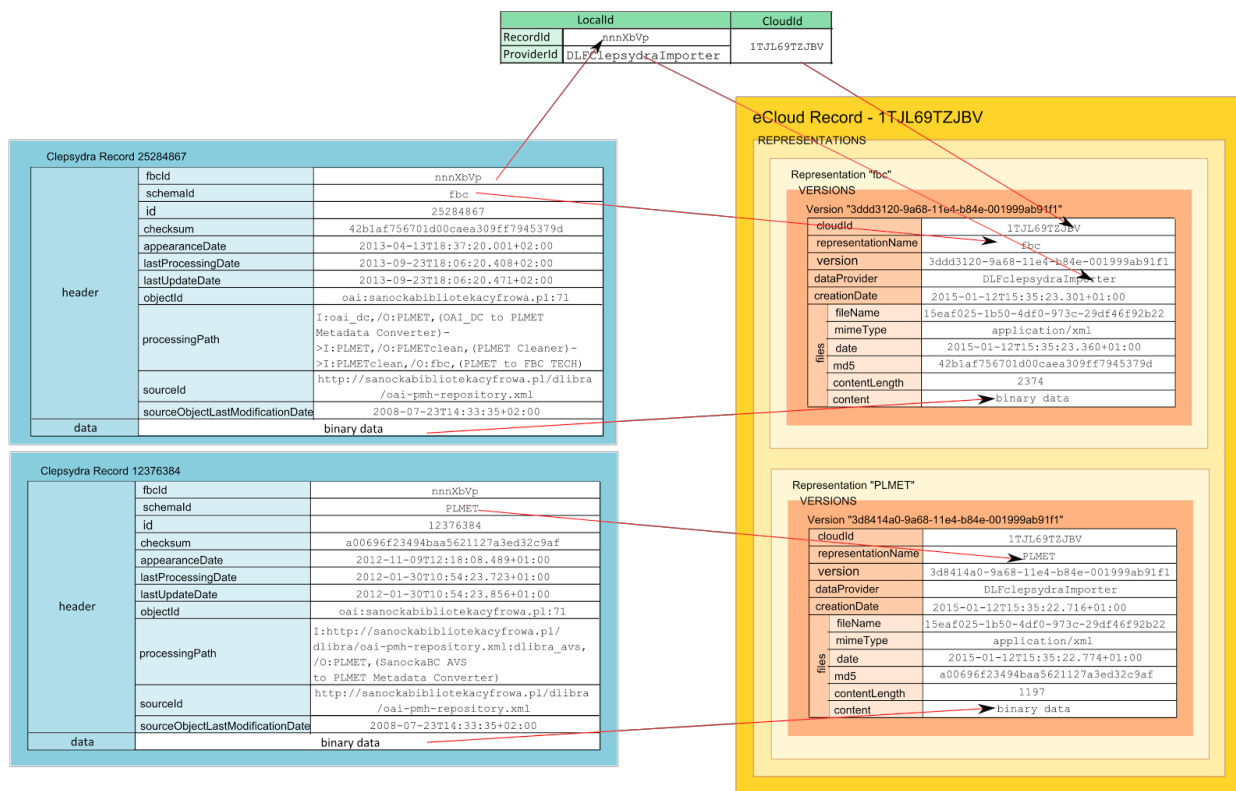 LocalId CloudId
RecordId nnnXbVp 1TJL69TZJBV
ProviderId DLFClepsydraImporter
Clepsydra Record 25284867
header
fbcId nnnXbVp
schemaId fbc
id 25284867
checksum 42b1af756701d00caea309ff7945379d
appearanceDate 2013-04-13T18:37:20.001+02:00
lastProcessingDate 2013-09-23T18:06:20.408+02:00
lastUpdateDate 2013-09-23T18:06:20.471+02:00
objectId oai:sanockabibliotekacyfrowa.pl:71
processingPath
I:oai_dc,/O:PLMET,(OAI_DC to PLMET
Metadata Converter)-
>I:PLMET,/O:PLMETclean,(PLMET Cleaner)-
>I:PLMETclean,/O:fbc,(PLMET to FBC TECH)
sourceId
http://sanockabibliotekacyfrowa.pl/dlibra
/oai-pmh-repository.xml
sourceObjectLastModificationDate 2008-07-23T14:33:35+02:00
data binary data
Clepsydra Record 12376384
header
fbcId nnnXbVp
schemaId PLMET
id 12376384
checksum a00696f23494baa5621127a3ed32c9af
appearanceDate 2012-11-09T12:18:08.489+01:00
lastProcessingDate 2012-01-30T10:54:23.723+01:00
lastUpdateDate 2012-01-30T10:54:23.856+01:00
objectId oai:sanockabibliotekacyfrowa.pl:71
processingPath
I:http://sanockabibliotekacyfrowa.pl/
dlibra/oai-pmh-repository.xml:dlibra_avs,
/O:PLMET,(SanockaBC AVS
to PLMET Metadata Converter)
sourceId
http://sanockabibliotekacyfrowa.pl/dlibra
/oai-pmh-repository.xml
sourceObjectLastModificationDate 2008-07-23T14:33:35+02:00
data binary data
eCloud Record - 1TJL69TZJBV
REPRESENTATIONS
Representation "fbc"
VERSIONS
Version "3ddd3120-9a68-11e4-b84e-001999ab91f1"
cloudId 1TJL69TZJBV
representationName fbc
version 3ddd3120-9a68-11e4-b84e-001999ab91f1
dataProvider DLFclepsydraImporter
creationDate 2015-01-12T15:35:23.301+01:00
files
fileName 15eaf025-1b50-4df0-973c-29df46f92b22
mimeType application/xml
date 2015-01-12T15:35:23.360+01:00
md5 42b1af756701d00caea309ff7945379d
contentLength 2374
content binary data
Representation "PLMET"
VERSIONS
Version "3d8414a0-9a68-11e4-b84e-001999ab91f1"
cloudId 1TJL69TZJBV
representationName PLMET
version 3d8414a0-9a68-11e4-b84e-001999ab91f1
dataProvider DLFclepsydraImporter
creationDate 2015-01-12T15:35:22.716+01:00
files
fileName 15eaf025-1b50-4df0-973c-29df46f92b22
mimeType application/xml
date 2015-01-12T15:35:22.774+01:00
md5 a00696f23494baa5621127a3ed32c9af
contentLength 1197
content binary data